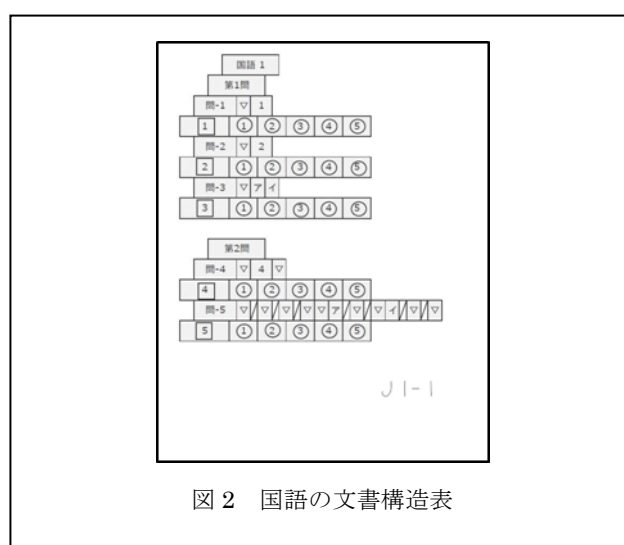 国語 1
第1問
問-1 ▽ 1
1 ① ② ③ ④ ⑤
問-2 ▽ 2
2 ① ② ③ ④ ⑤
問-3 ▽ ア イ
3 ① ② ③ ④ ⑤
第2問
問-4 ▽ 4 ▽
4 ① ② ③ ④ ⑤
問-5 ▽/▽/▽/▽▽ア/▽/▽イ/▽/▽
5 ① ② ③ ④ ⑤
J1-1
図 2 国語の文書構造表